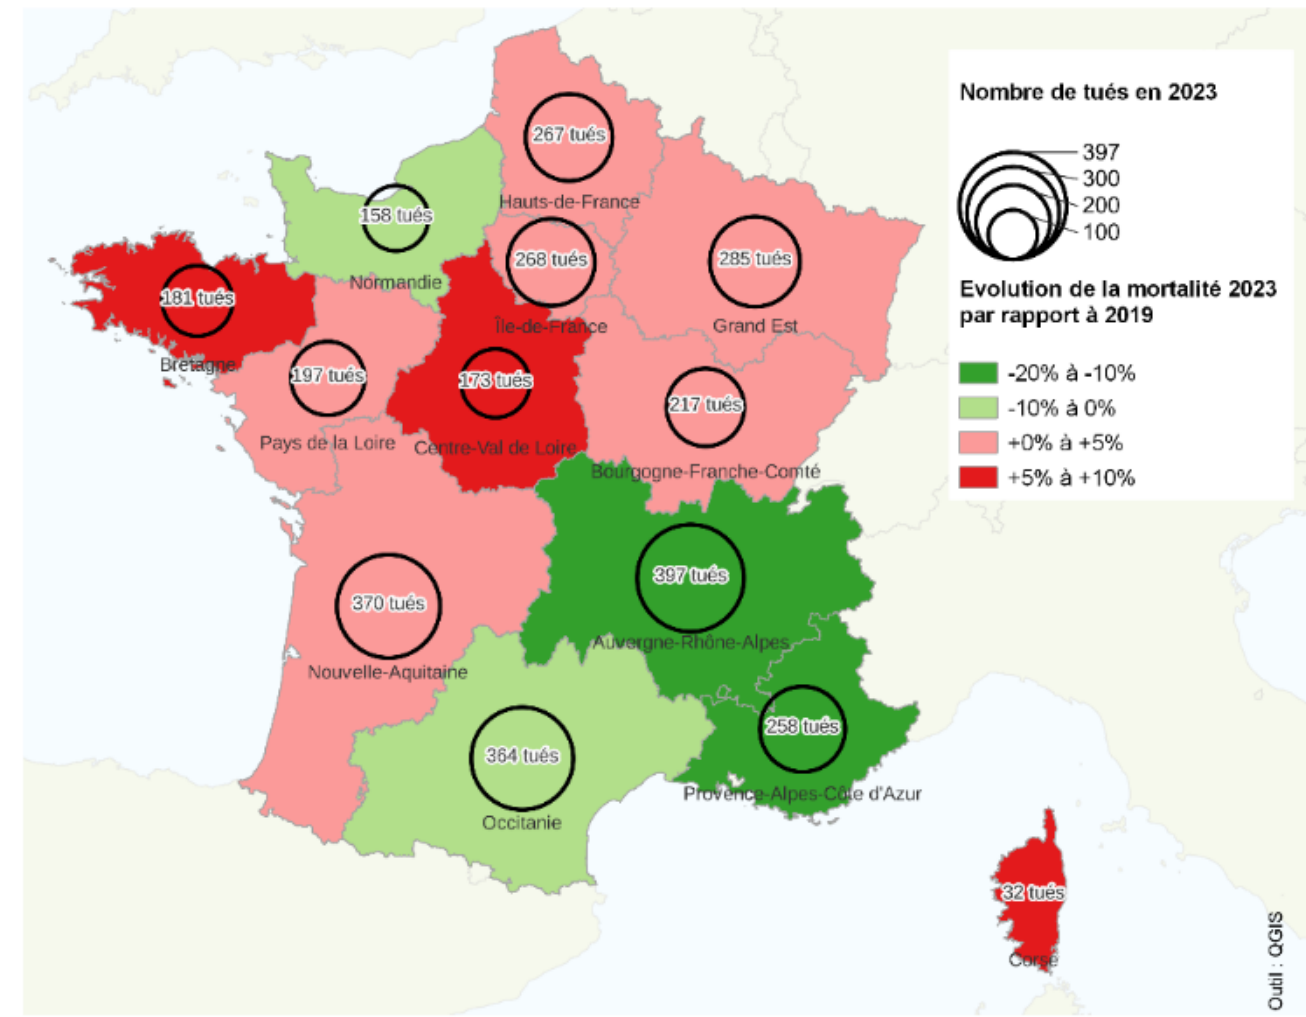 Nombre de tués en 2023
397
300
200
100
Evolution de la mortalité 2023
par rapport à 2019
-20% à -10%
-10% à 0%
+0% à +5%
+5% à +10%
267 tués
Hauts-de-France
158 tués
Normandie
268 tués
Île-de-France
285 tués
Grand Est
181 tués
Bretagne
197 tués
Pays de la Loire
173 tués
Centre-Val de Loire
217 tués
Bourgogne-Franche-Comté
370 tués
Nouvelle-Aquitaine
397 tués
Auvergne-Rhône-Alpes
364 tués
Occitanie
258 tués
Provence-Alpes-Côte d'Azur
32 tués
Corse
Outil : QGIS